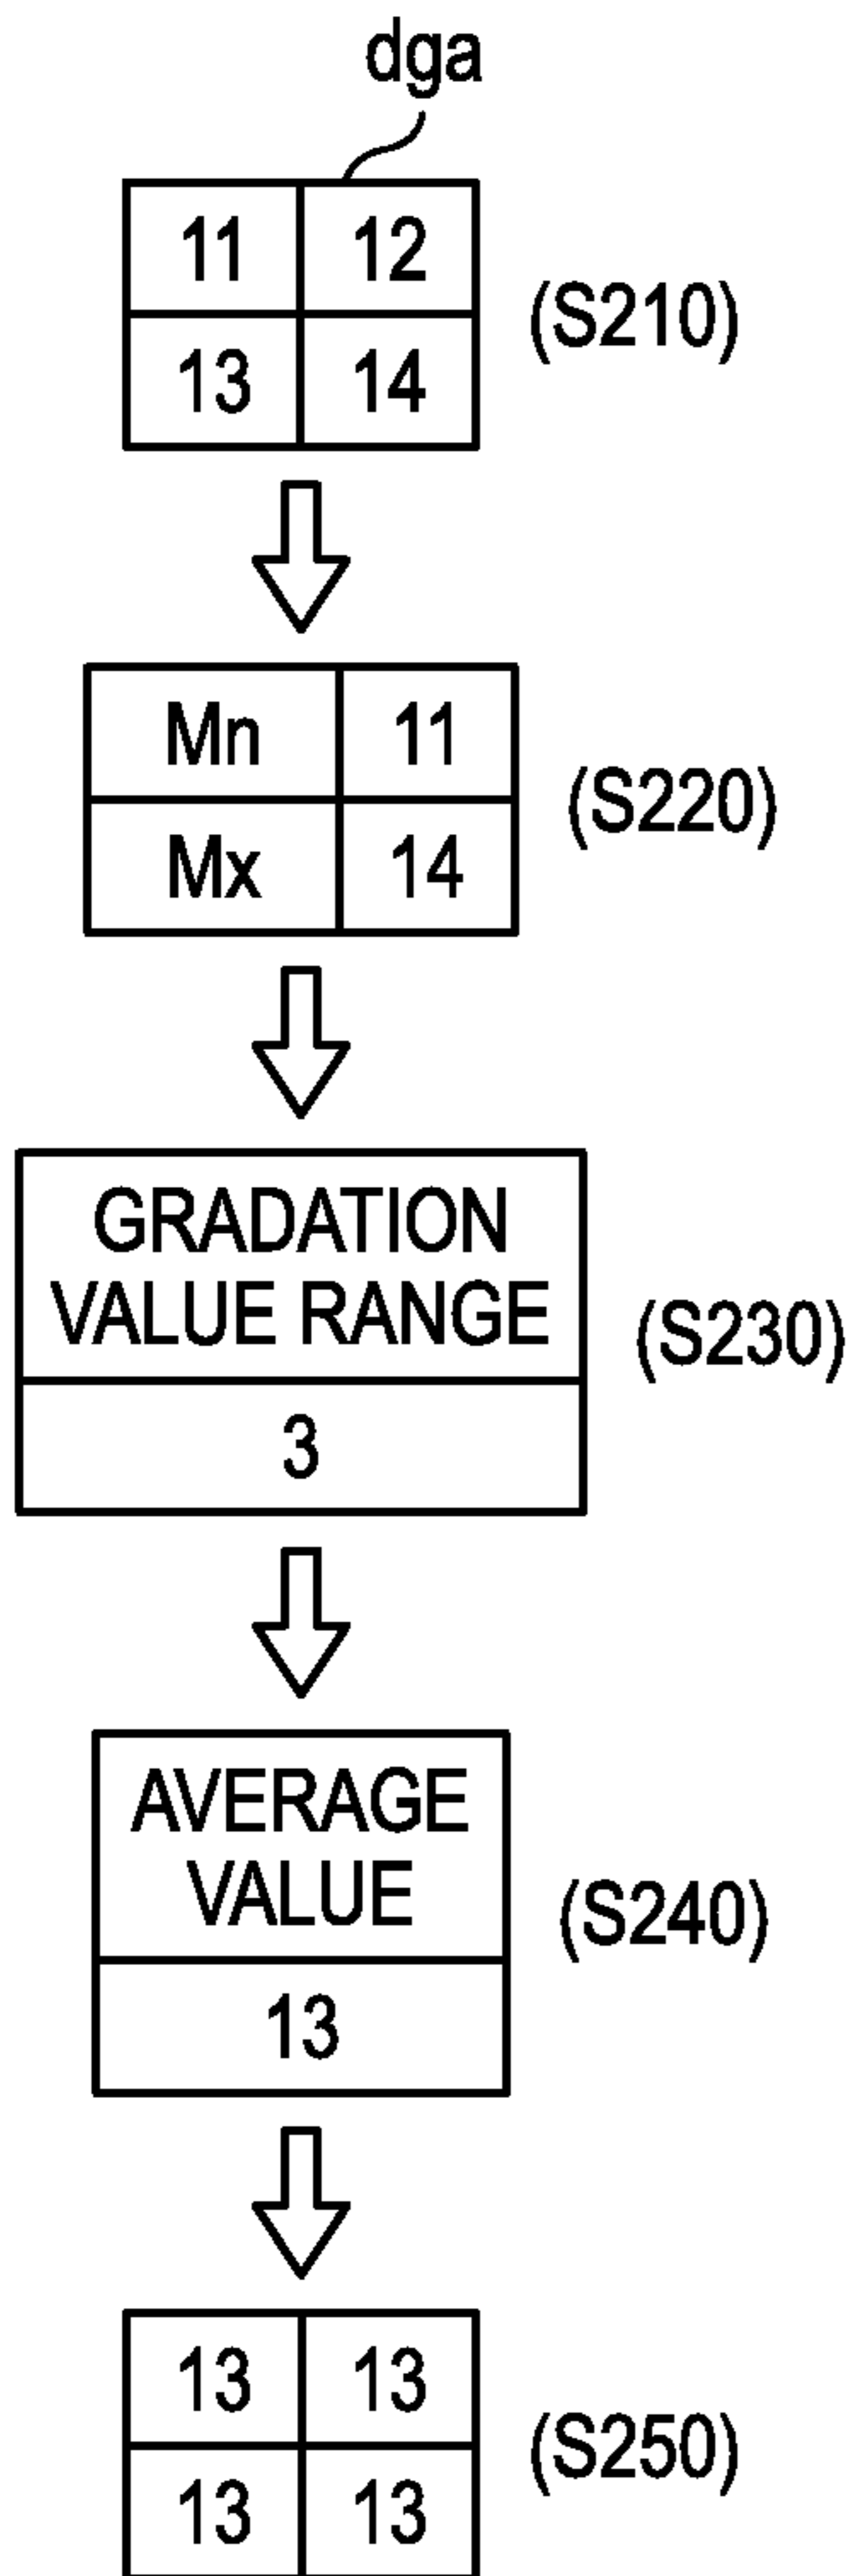 dga
11 12
13 14
(S210)
Mn 11
Mx 14
(S220)
GRADATION
VALUE RANGE
3
(S230)
AVERAGE
VALUE
13
(S240)
13 13
13 13
(S250)